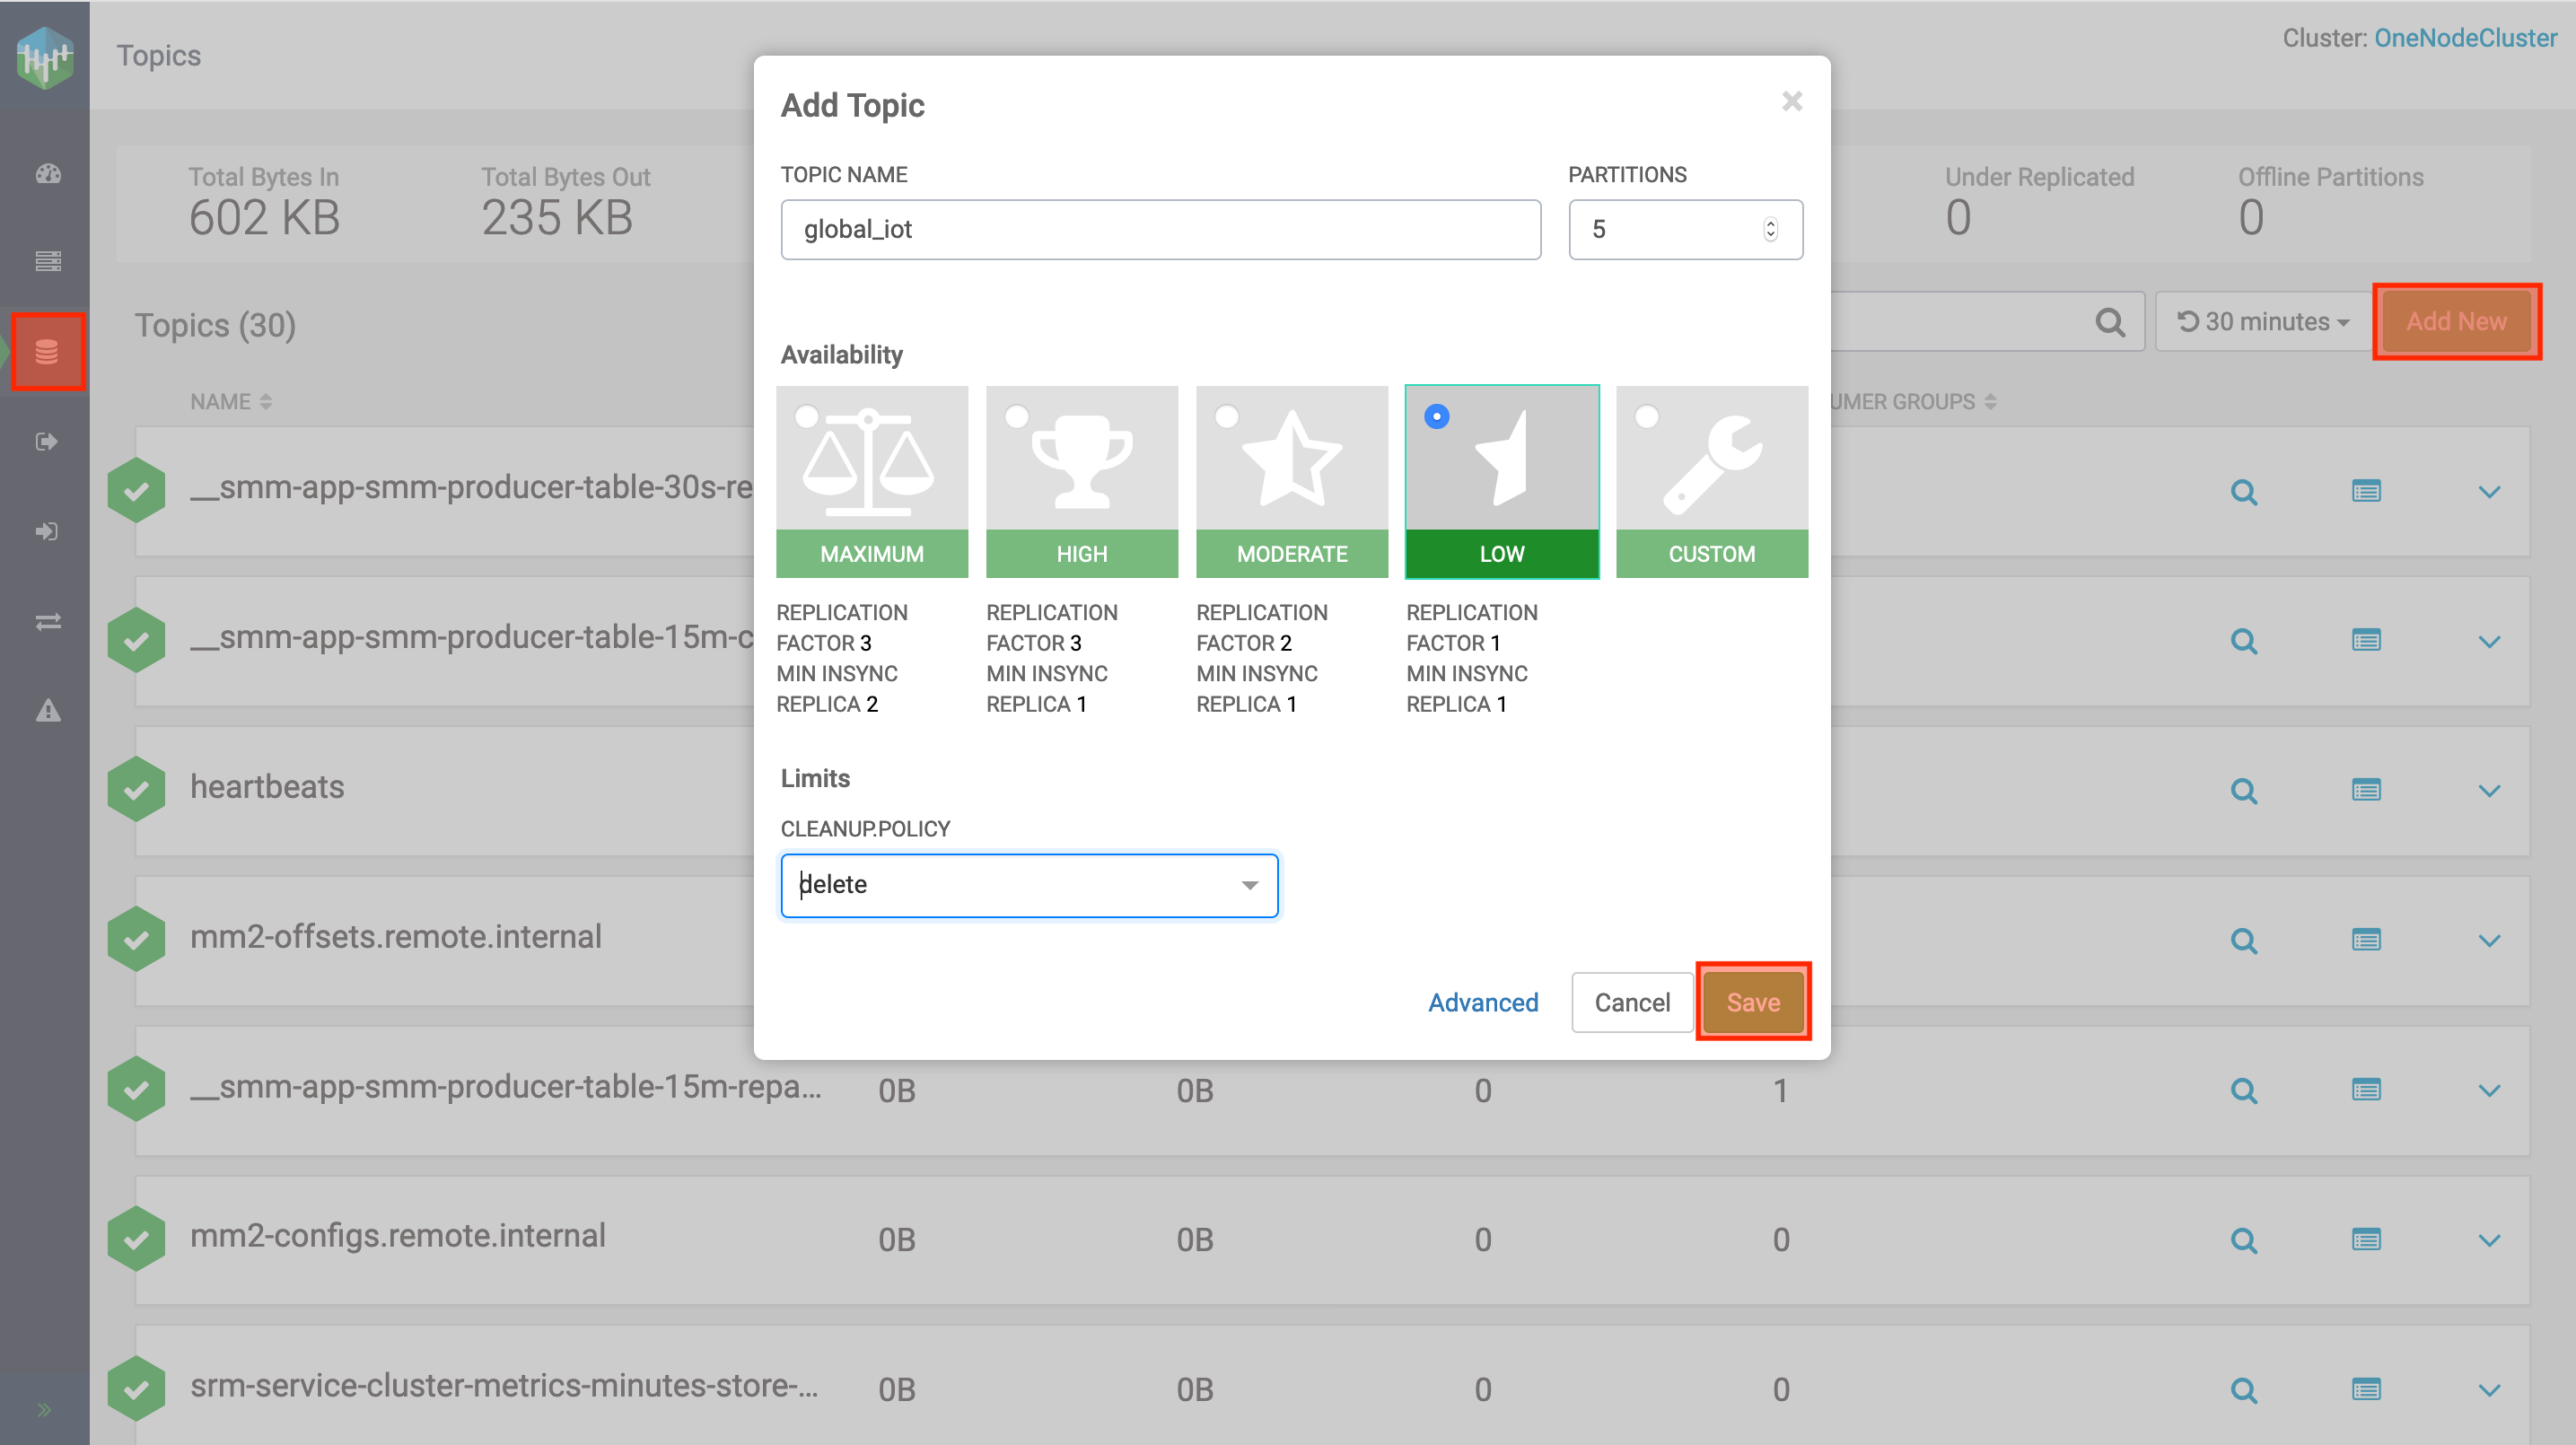 Topics
Cluster: OneNodeCluster
Total Bytes In
602 KB
Total Bytes Out
235 KB
Under Replicated
0
Offline Partitions
0
Topics (30)
30 minutes
Add New
NAME
UMER GROUPS
Add Topic
×
TOPIC NAME
global_iot
PARTITIONS
5
Availability
MAXIMUM
HIGH
MODERATE
LOW
CUSTOM
REPLICATION
FACTOR 3
MIN INSYNC
REPLICA 2
REPLICATION
FACTOR 3
MIN INSYNC
REPLICA 1
REPLICATION
FACTOR 2
MIN INSYNC
REPLICA 1
REPLICATION
FACTOR 1
MIN INSYNC
REPLICA 1
Limits
CLEANUP.POLICY
delete
Advanced
Cancel
Save
__smm-app-smm-producer-table-30s-re
__smm-app-smm-producer-table-15m-c
heartbeats
mm2-offsets.remote.internal
__smm-app-smm-producer-table-15m-repa... 0B 0B 0 1
mm2-configs.remote.internal 0B 0B 0 0
srm-service-cluster-metrics-minutes-store-... 0B 0B 0 0